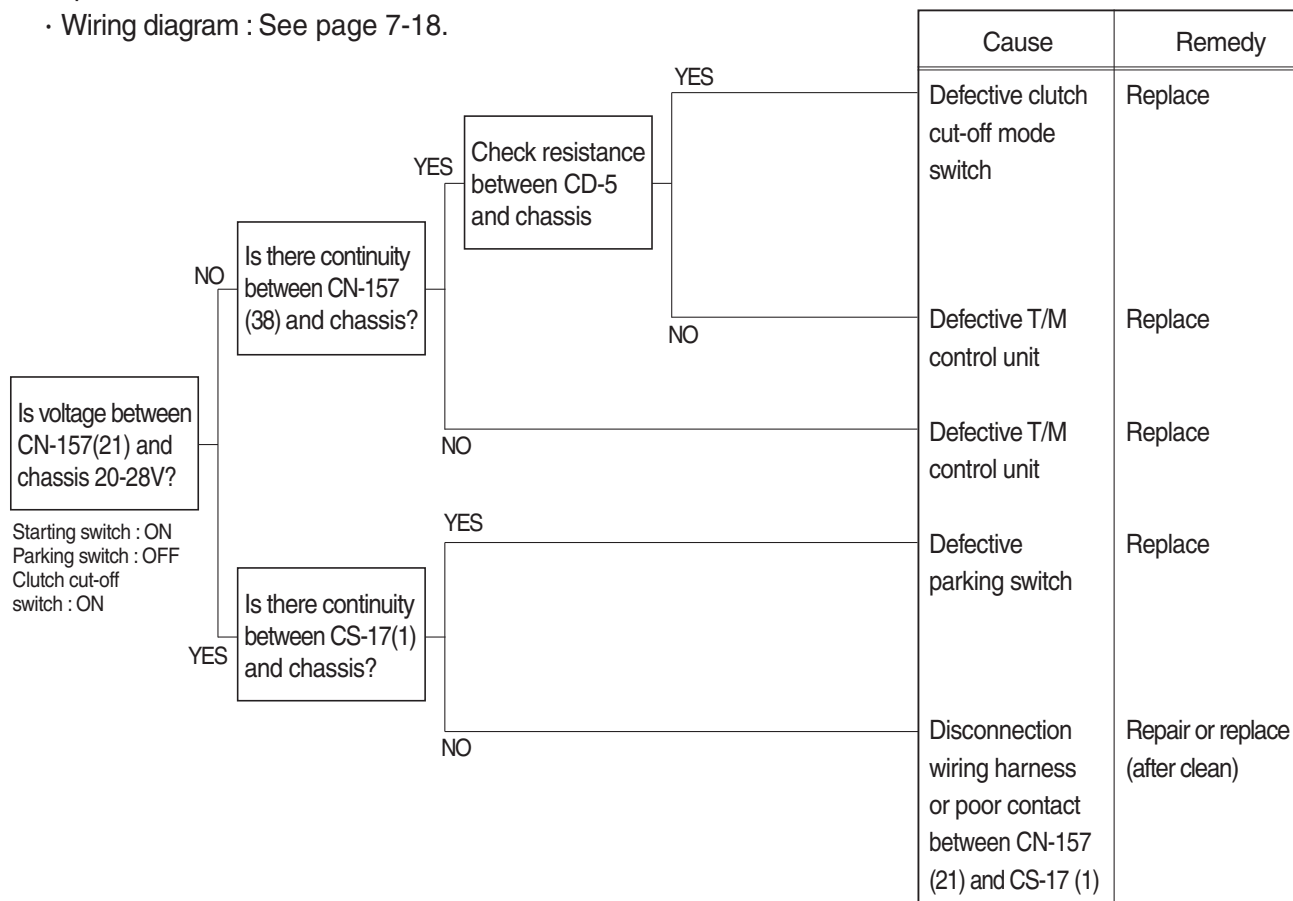 · Wiring diagram : See page 7-18.
Cause
Remedy
YES
Defective clutch
cut-off mode
switch
Replace
Check resistance
between CD-5
and chassis
YES
Is there continuity
between CN-157
(38) and chassis?
NO
NO
Defective T/M
control unit
Replace
Is voltage between
CN-157(21) and
chassis 20-28V?
NO
Defective T/M
control unit
Replace
Starting switch : ON
Parking switch : OFF
Clutch cut-off
switch : ON
YES
Defective
parking switch
Replace
Is there continuity
between CS-17(1)
and chassis?
YES
NO
Disconnection
wiring harness
or poor contact
between CN-157
(21) and CS-17 (1)
Repair or replace
(after clean)